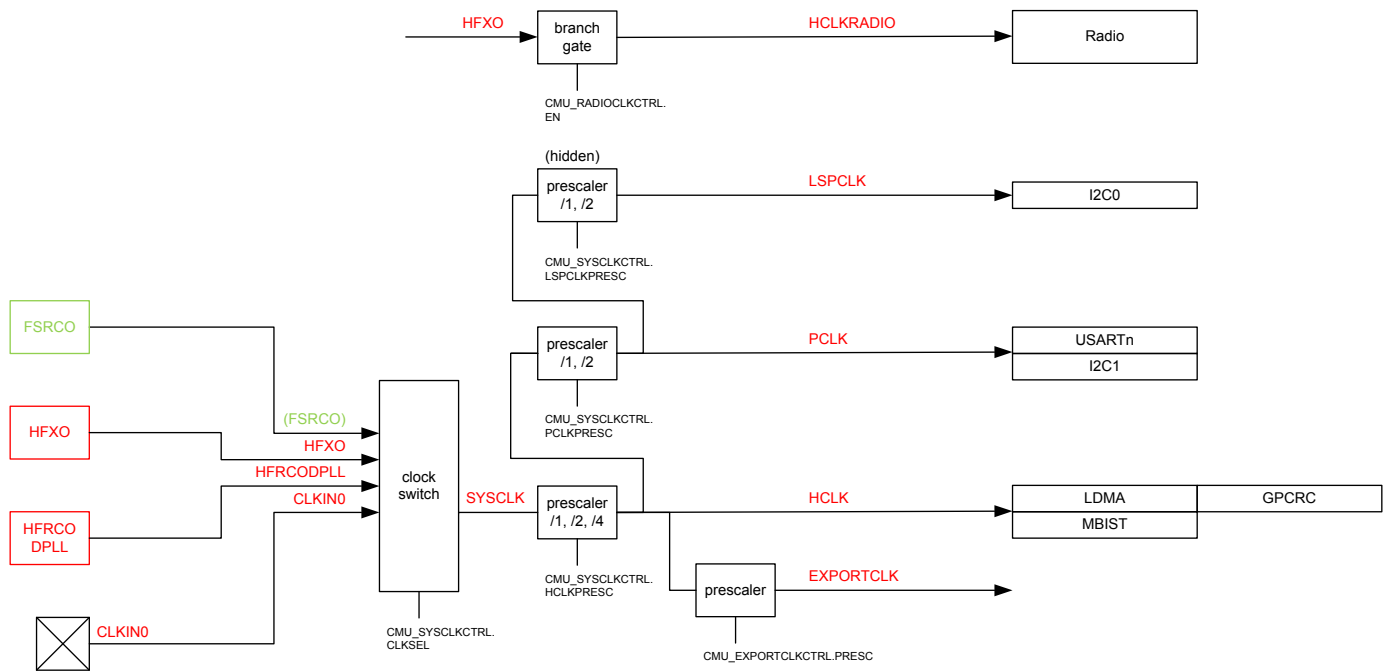 HFXO
branch
gate
HCLKRADIO
Radio
CMU_RADIOCLKCTRL.
EN
(hidden)
prescaler
/1, /2
LSPCLK
I2C0
CMU_SYSCLKCTRL.
LSPCLKPRESC
FSRCO
prescaler
/1, /2
PCLK
USARTn
I2C1
CMU_SYSCLKCTRL.
PCLKPRESC
HFXO
(FSRCO)
HFXO
HFRCODPLL
CLKIN0
clock
switch
SYSCLK
prescaler
/1, /2, /4
HCLK
LDMA
GPCRC
MBIST
HFRCO
DPLL
CMU_SYSCLKCTRL.
HCLKPRESC
prescaler
EXPORTCLK
CLKIN0
CMU_SYSCLKCTRL.
CLKSEL
CMU_EXPORTCLKCTRL.PRESC